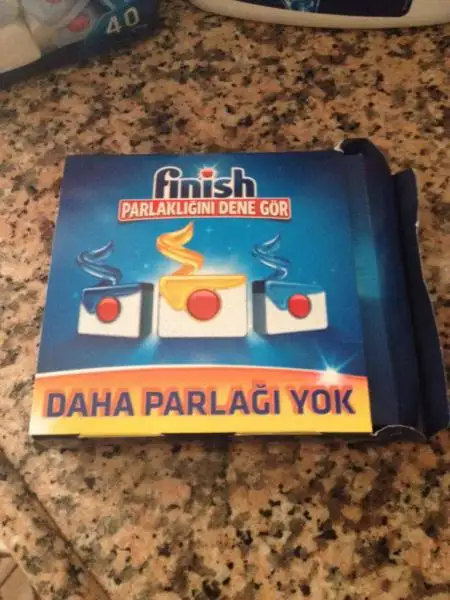 40
finish
PARLAKLIĞINI DENE GÖR
DAHA PARLAĞI YOK